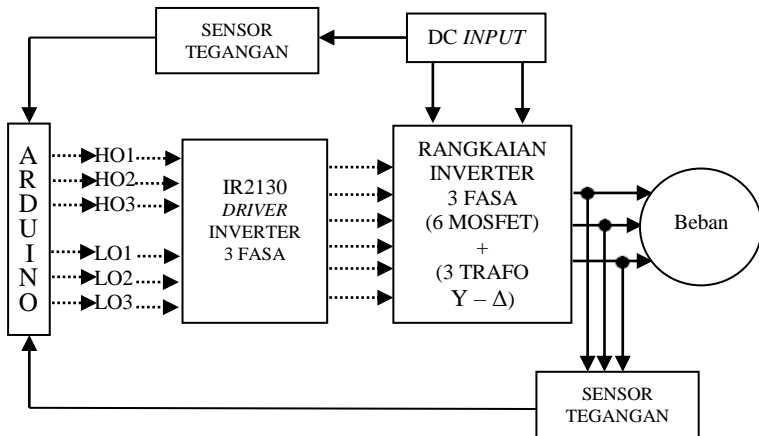 SENSOR
TEGANGAN
DC INPUT
ARDUINO
HO1
HO2
HO3
LO1
LO2
LO3
IR2130
DRIVER
INVERTER
3 FASA
RANGKAIAN
INVERTER
3 FASA
(6 MOSFET)
+
(3 TRAFO
Y – Δ)
Beban
SENSOR
TEGANGAN